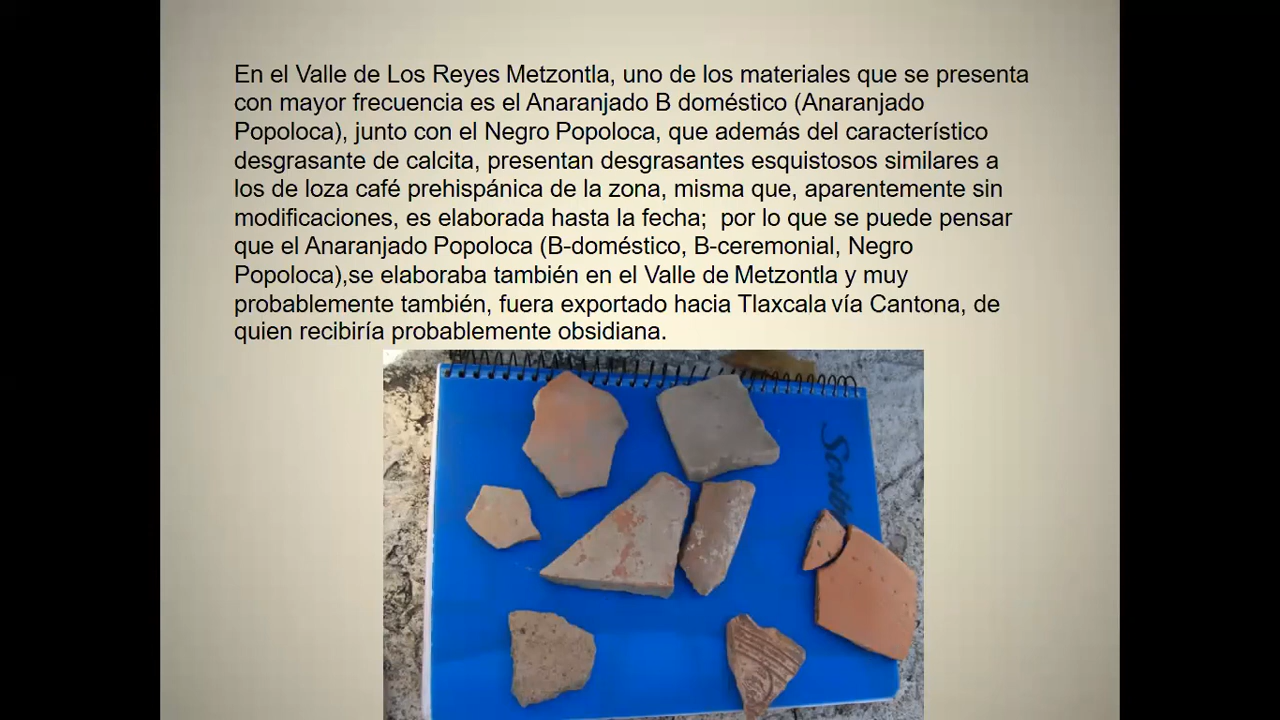 En el Valle de Los Reyes Metzontla, uno de los materiales que se presenta
con mayor frecuencia es el Anaranjado B doméstico (Anaranjado
Popoloca), junto con el Negro Popoloca, que además del característico
desgrasante de calcita, presentan desgrasantes esquistosos similares a
los de loza café prehispánica de la zona, misma que, aparentemente sin
modificaciones, es elaborada hasta la fecha;  por lo que se puede pensar
que el Anaranjado Popoloca (B-doméstico, B-ceremonial, Negro
Popoloca),se elaboraba también en el Valle de Metzontla y muy
probablemente también, fuera exportado hacia Tlaxcala vía Cantona, de
quien recibiría probablemente obsidiana.